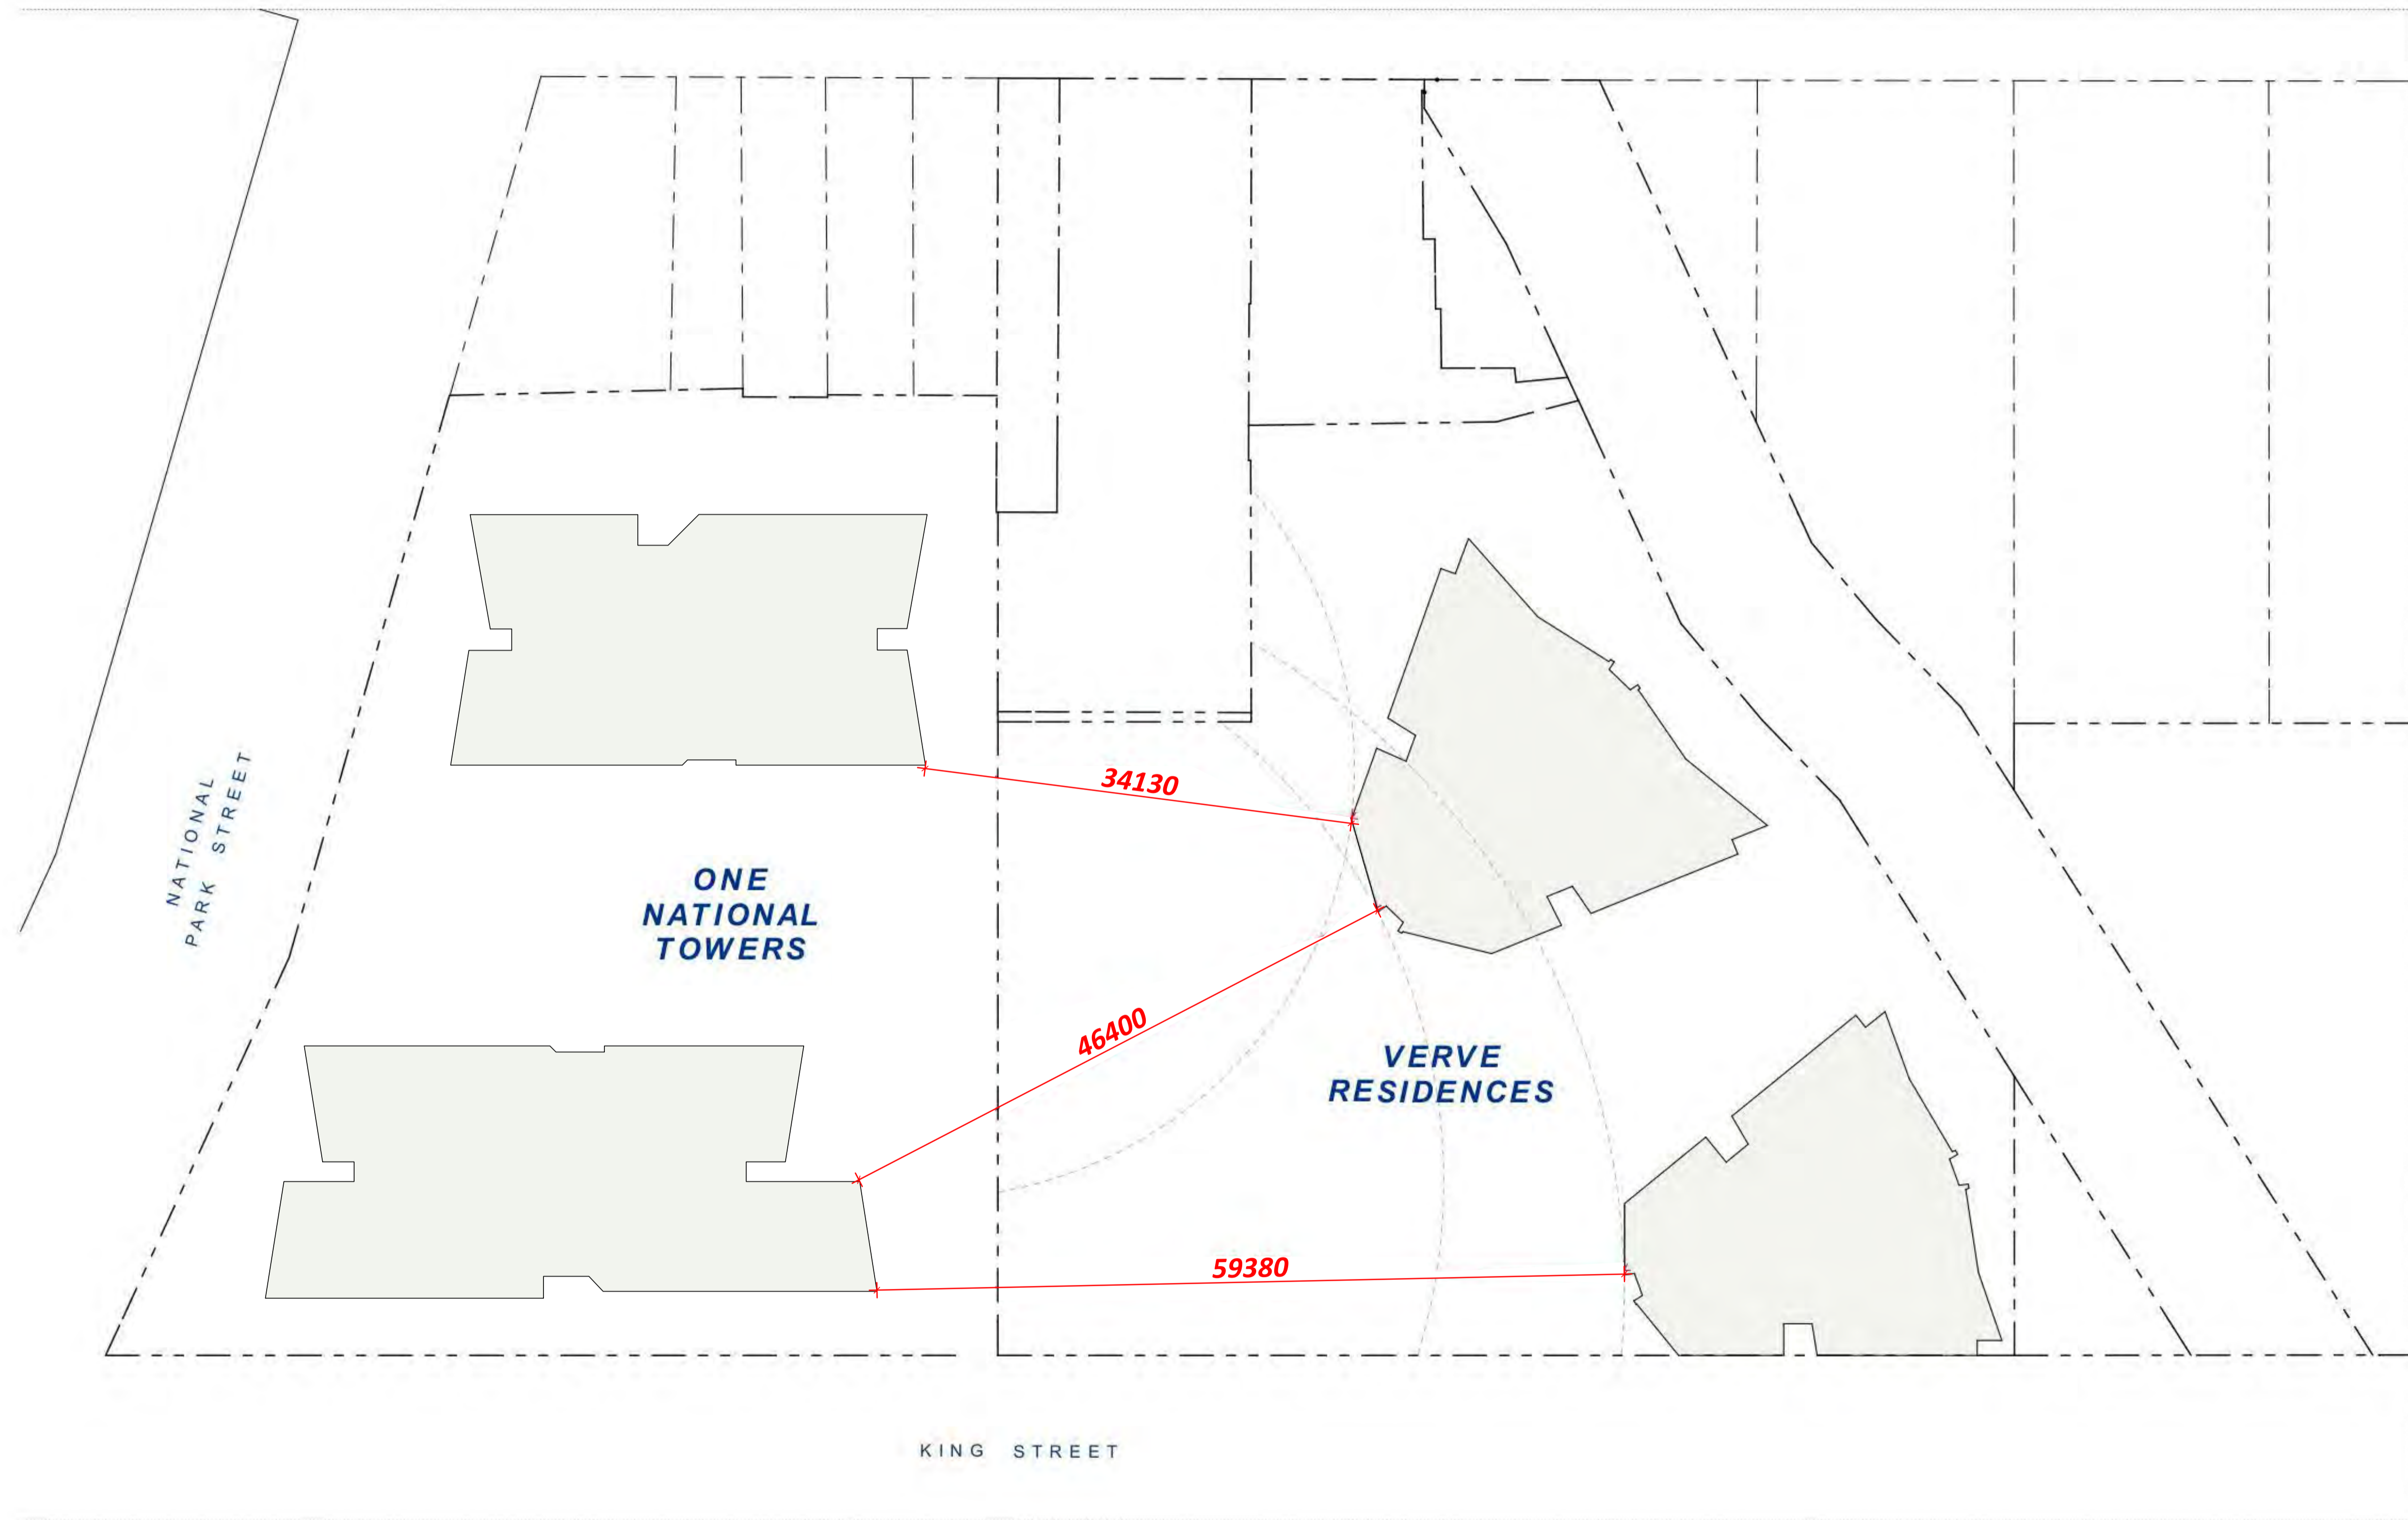 34130
NATIONAL
PARK STREET
ONE
NATIONAL
TOWERS
46400
VERVE
RESIDENCES
59380
KING STREET